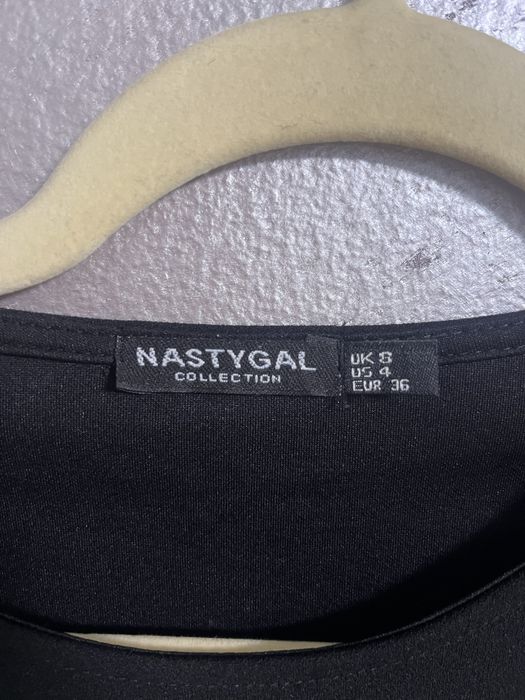 NASTYGAL
COLLECTION
UK 8
US 4
EUR 36